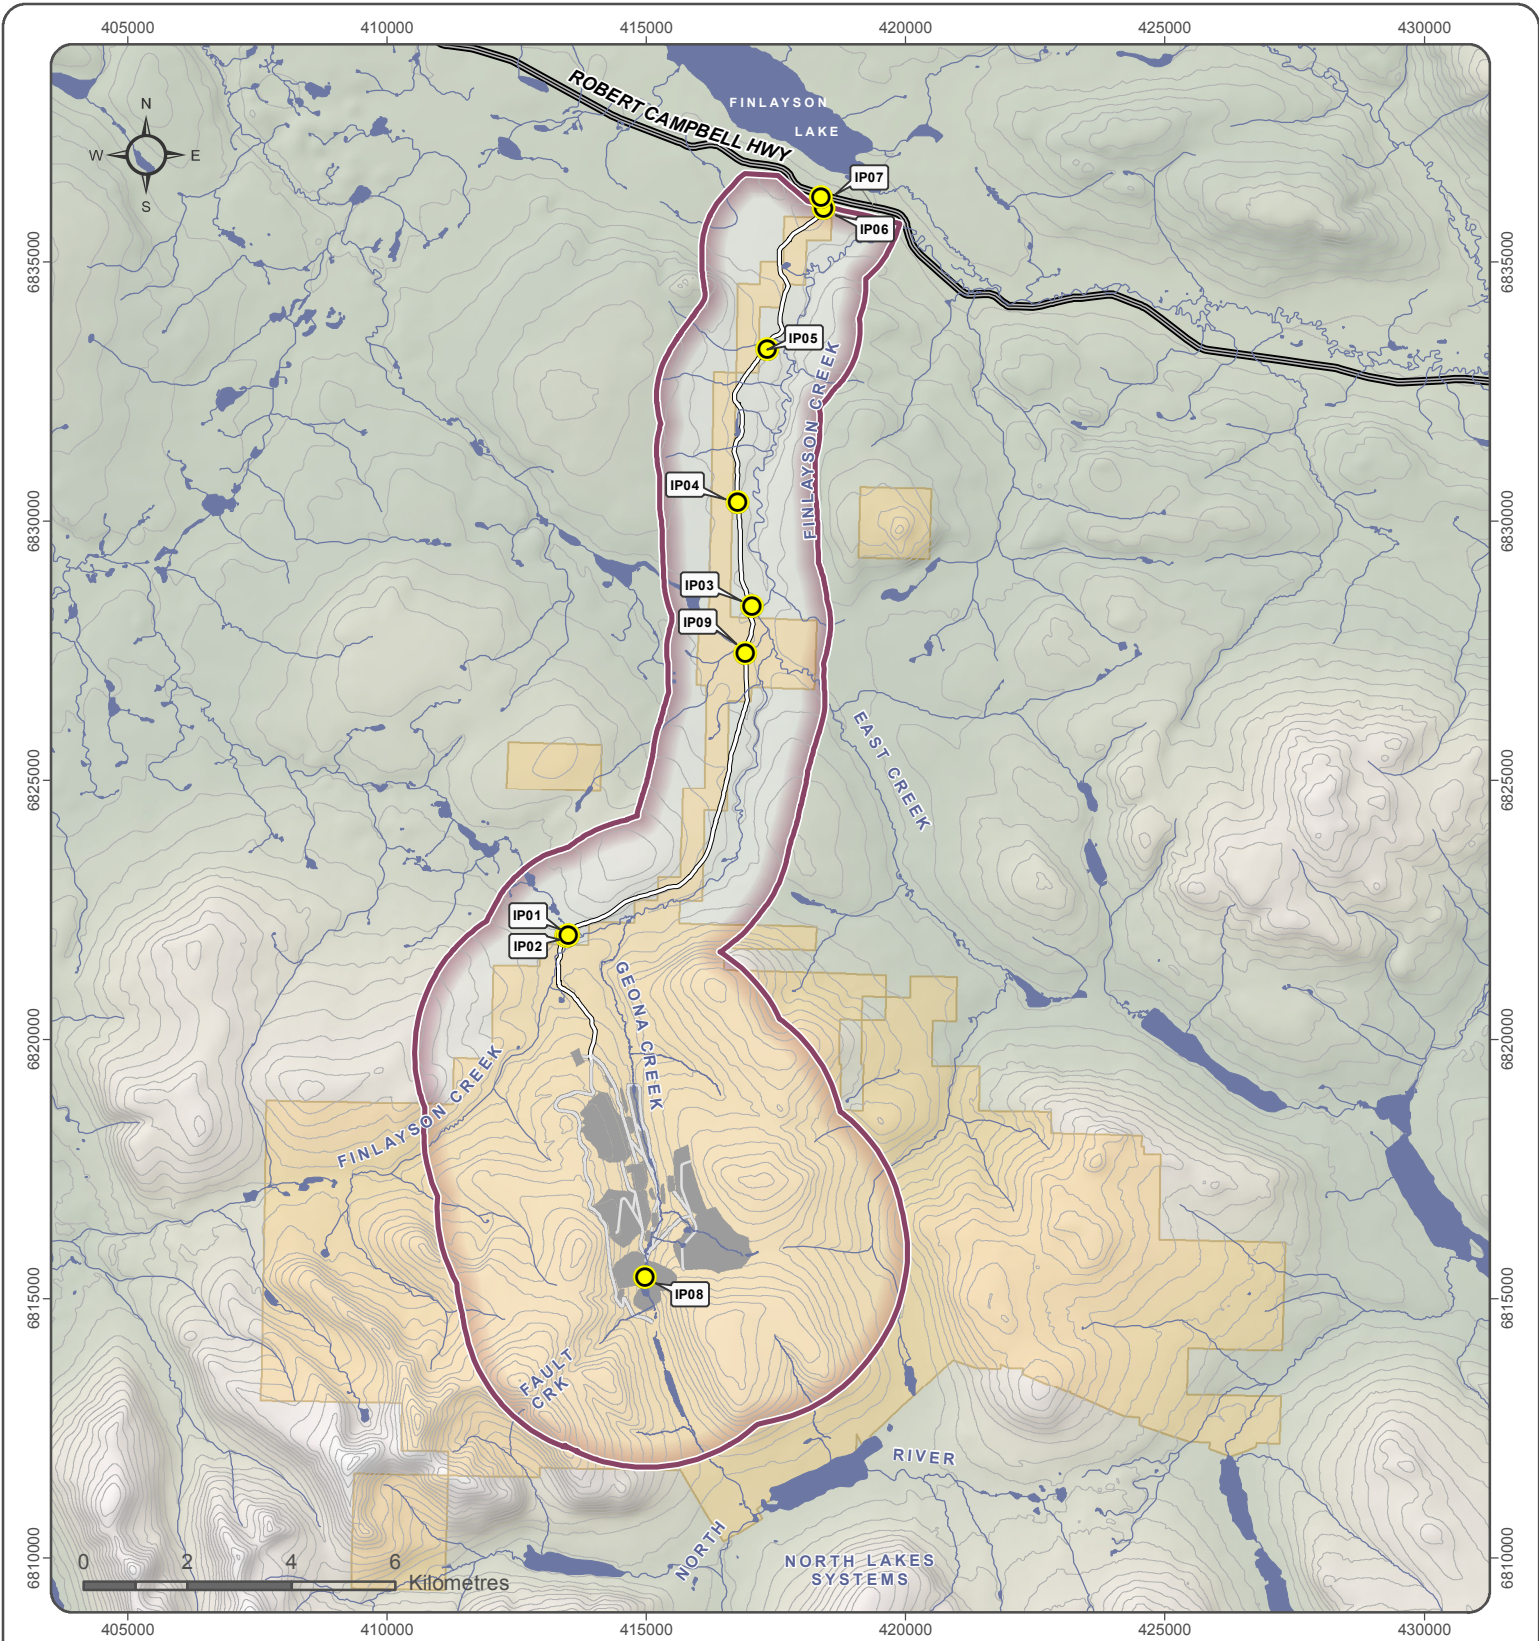 405000 410000 415000 420000 425000 430000
N
W E
S
ROBERT CAMPBELL HWY
FINLAYSON
LAKE
IP07
IP06
6835000 6835000
IP05
FINLAYSON CREEK
IP04
6830000 6830000
IP03
IP09
EAST CREEK
6825000 6825000
IP01
IP02
GEONA CREEK
6820000 6820000
FINLAYSON CREEK
6815000 6815000
IP08
FAULT
CRK
RIVER
NORTH
NORTH LAKES
SYSTEMS
6810000 6810000
0 2 4 6
Kilometres
405000 410000 415000 420000 425000 430000